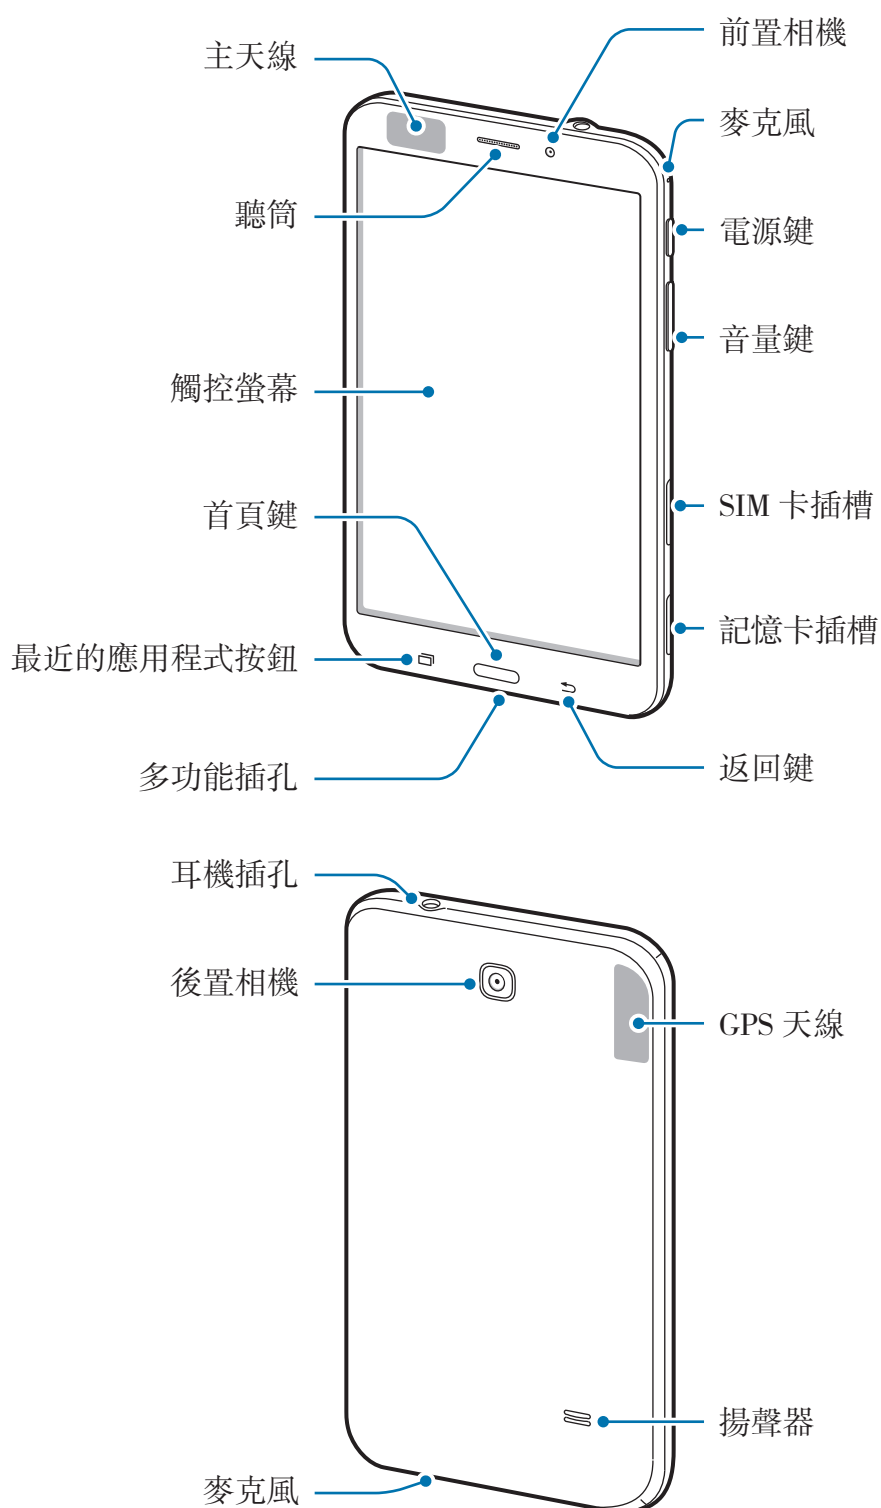 前置相機
主天線
麥克風
聽筒
電源鍵
音量鍵
觸控螢幕
SIM 卡插槽
首頁鍵
記憶卡插槽
最近的應用程式按鈕
返回鍵
多功能插孔
耳機插孔
後置相機
GPS 天線
揚聲器
麥克風